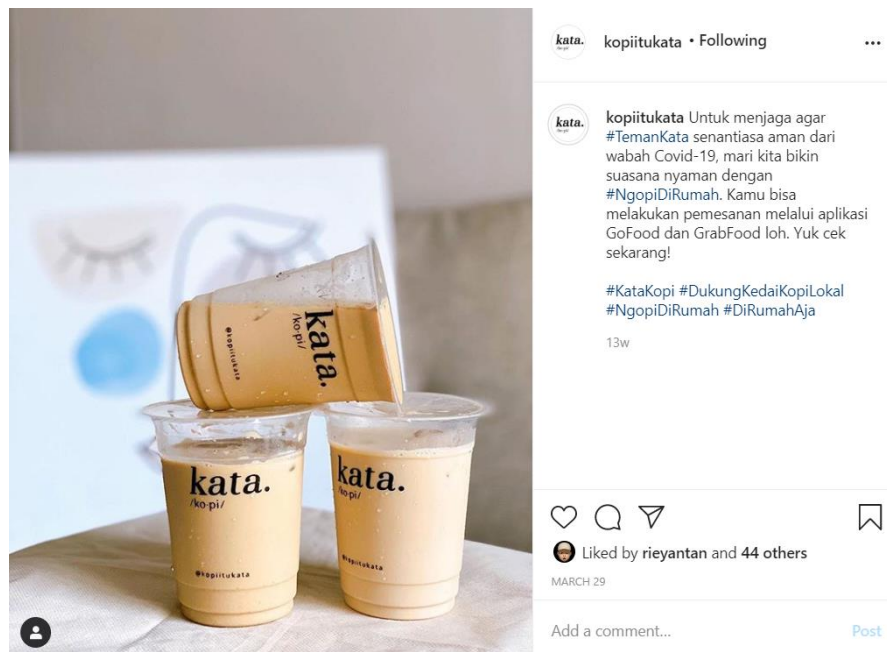 kata.
/ko·pi/
@kopiitukata
kata.
/ko·pi/
@kopiitukata
kata.
/ko·pi/
@kopiitukata
kata.
kopiitukata • Following
kata.
kopiitukata Untuk menjaga agar
#TemanKata senantiasa aman dari
wabah Covid-19, mari kita bikin
suasana nyaman dengan
#NgopiDiRumah. Kamu bisa
melakukan pemesanan melalui aplikasi
GoFood dan GrabFood loh. Yuk cek
sekarang!
#KataKopi #DukungKedaiKopiLokal
#NgopiDiRumah #DiRumahAja
13w
Liked by rieyantan and 44 others
MARCH 29
Add a comment...
Post